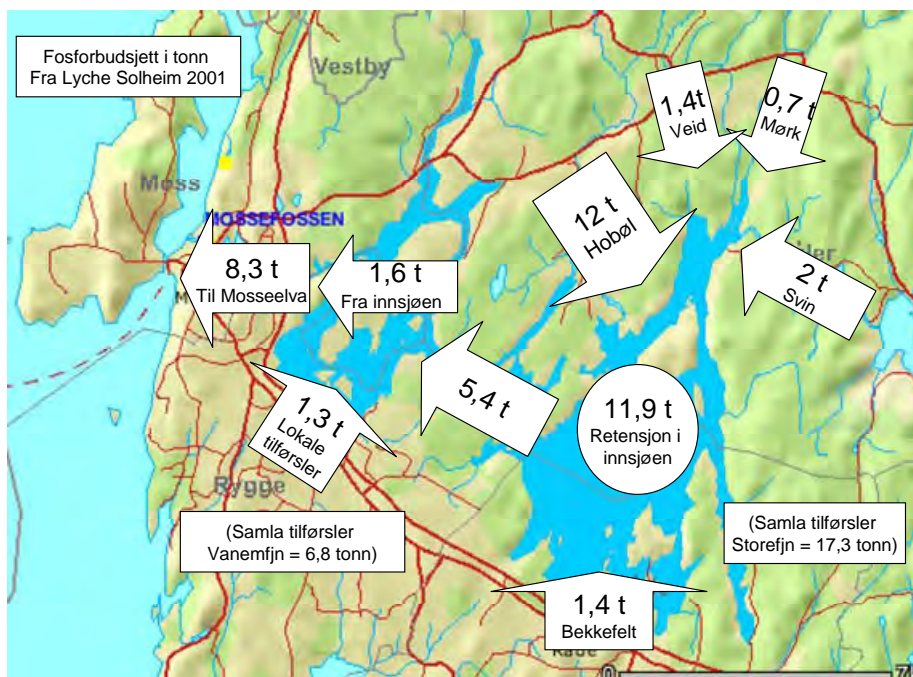 Fosforbudsjett i tonn
Fra Lyche Solheim 2001
Vestby
1,4t
Veid
0,7 t
Mørk
Moss
MOSSEFOSSEN
12 t
Hobøl
8,3 t
Til Mosseelva
1,6 t
Fra innsjøen
2 t
Svin
5,4 t
11,9 t
Retensjon i
innsjøen
1,3 t
Lokale
tilførsler
Rygge
(Samla tilførsler
Vanemfjn = 6,8 tonn)
(Samla tilførsler
Storefjn = 17,3 tonn)
1,4 t
Bekkefelt
0
7